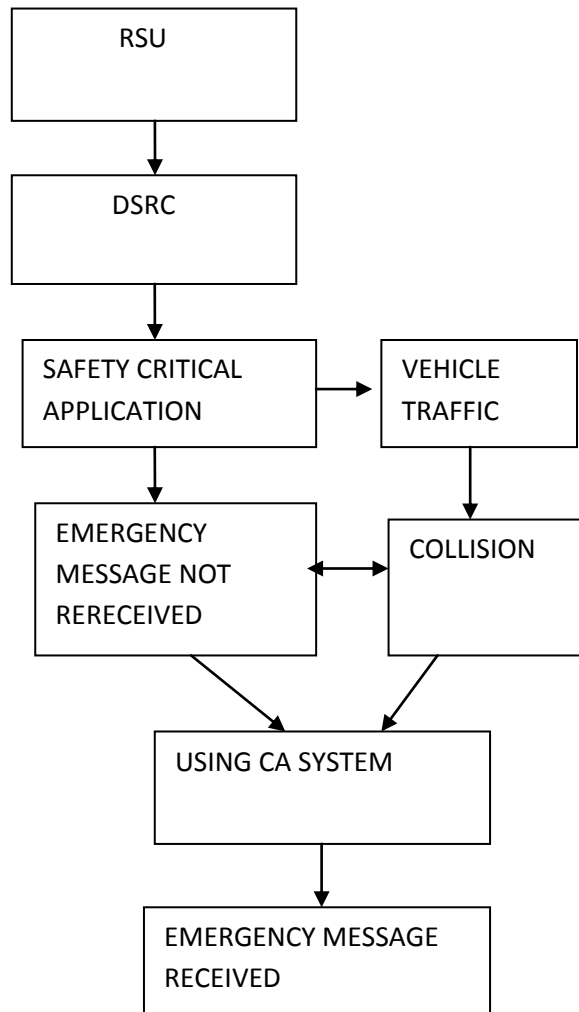 RSU
DSRC
SAFETY CRITICAL
APPLICATION
VEHICLE
TRAFFIC
EMERGENCY
MESSAGE NOT
RERECEIVED
COLLISION
USING CA SYSTEM
EMERGENCY MESSAGE
RECEIVED